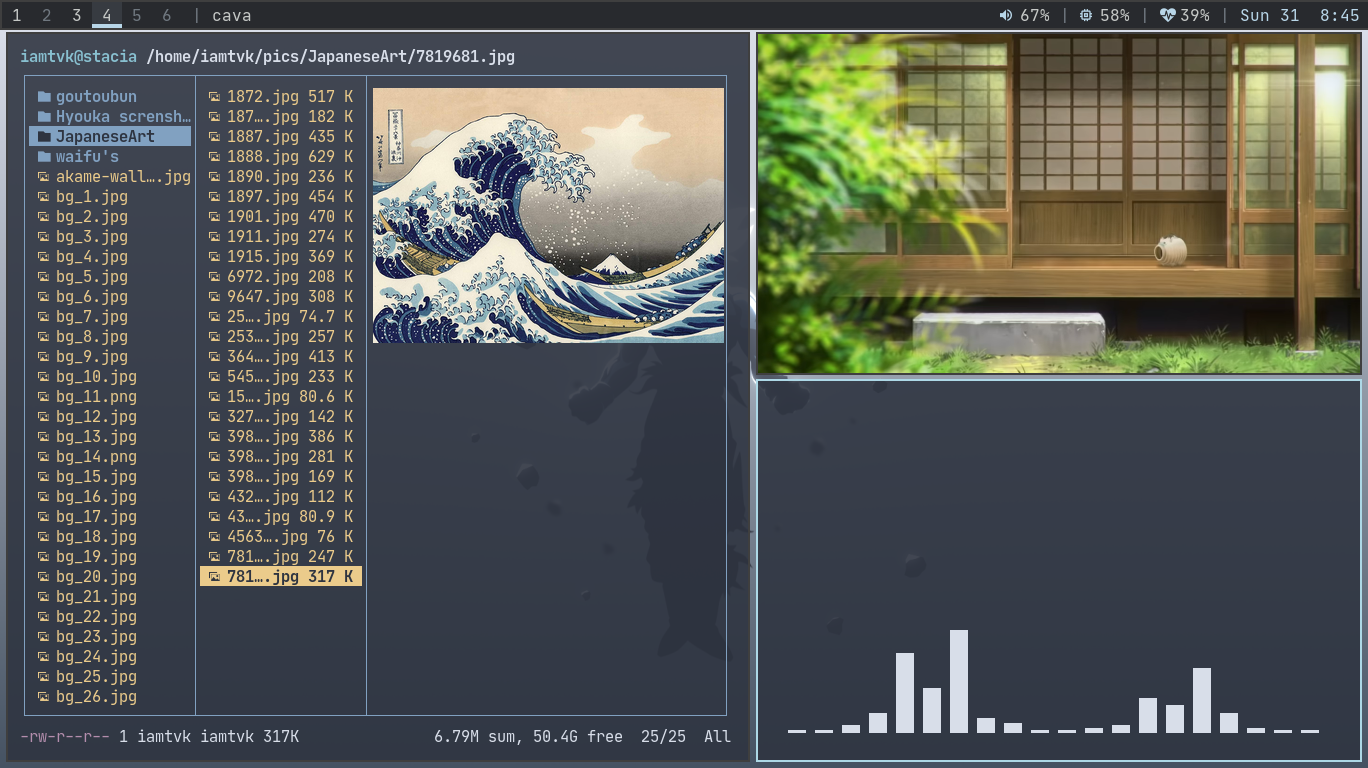 1 2 3 4 5 6 | cava
67% | 58% | 39% | Sun 31 | 8:45
iamtvk@stacia /home/iamtvk/pics/JapaneseArt/7819681.jpg
goutoubun
Hyouka scrensh…
JapaneseArt
waifu's
akame-wall….jpg
bg_1.jpg
bg_2.jpg
bg_3.jpg
bg_4.jpg
bg_5.jpg
bg_6.jpg
bg_7.jpg
bg_8.jpg
bg_9.jpg
bg_10.jpg
bg_11.png
bg_12.jpg
bg_13.jpg
bg_14.png
bg_15.jpg
bg_16.jpg
bg_17.jpg
bg_18.jpg
bg_19.jpg
bg_20.jpg
bg_21.jpg
bg_22.jpg
bg_23.jpg
bg_24.jpg
bg_25.jpg
bg_26.jpg
1872.jpg 517 K
187….jpg 182 K
1887.jpg 435 K
1888.jpg 629 K
1890.jpg 236 K
1897.jpg 454 K
1901.jpg 470 K
1911.jpg 274 K
1915.jpg 369 K
6972.jpg 208 K
9647.jpg 308 K
25….jpg 74.7 K
253….jpg 257 K
364….jpg 413 K
545….jpg 233 K
15….jpg 80.6 K
327….jpg 142 K
398….jpg 386 K
398….jpg 281 K
398….jpg 169 K
432….jpg 112 K
43….jpg 80.9 K
4563….jpg 76 K
781….jpg 247 K
781….jpg 317 K
-rw-r--r-- 1 iamtvk iamtvk 317K
6.79M sum, 50.4G free 25/25 All